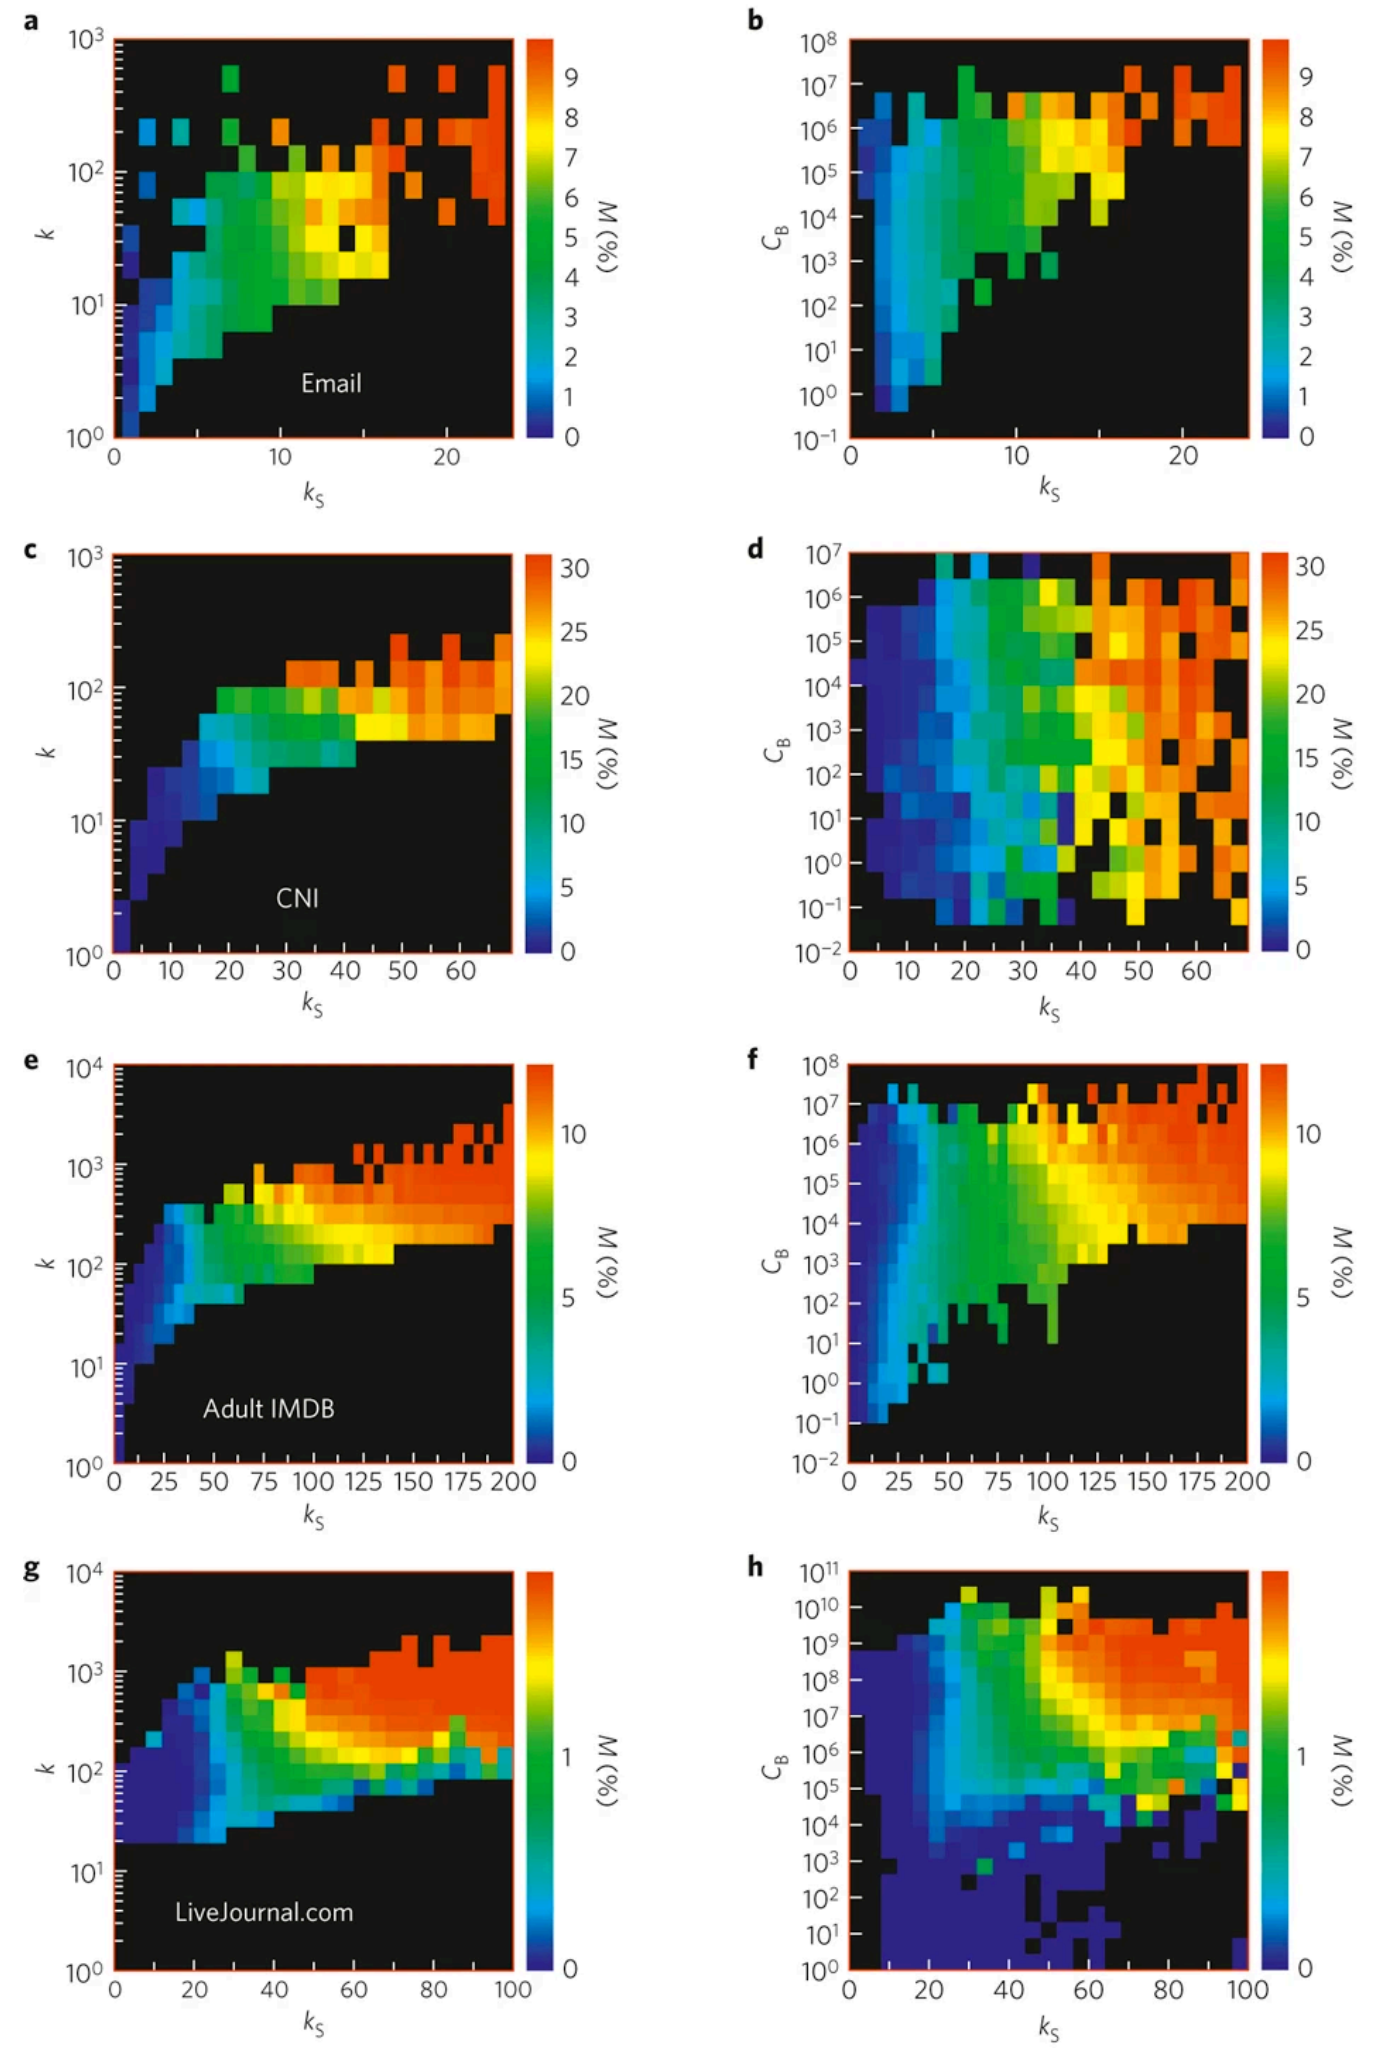 a
10³
10²
10¹
10⁰
k
0
10
20
kS
Email
9
8
7
6
5
4
3
2
1
0
M (%)
b
10⁸
10⁷
10⁶
10⁵
10⁴
10³
10²
10¹
10⁰
10⁻¹
CB
0
10
20
kS
9
8
7
6
5
4
3
2
1
0
M (%)
c
10³
10²
10¹
10⁰
k
0 10 20 30 40 50 60
kS
CNI
30
25
20
15
10
5
0
M (%)
d
10⁷
10⁶
10⁵
10⁴
10³
10²
10¹
10⁰
10⁻¹
10⁻²
CB
0 10 20 30 40 50 60
kS
30
25
20
15
10
5
0
M (%)
e
10⁴
10³
10²
10¹
10⁰
k
0 25 50 75 100 125 150 175 200
kS
Adult IMDB
10
5
0
M (%)
f
10⁸
10⁷
10⁶
10⁵
10⁴
10³
10²
10¹
10⁰
10⁻¹
10⁻²
CB
0 25 50 75 100 125 150 175 200
kS
10
5
0
M (%)
g
10⁴
10³
10²
10¹
10⁰
k
0 20 40 60 80 100
kS
LiveJournal.com
1
0
M (%)
h
10¹¹
10¹⁰
10⁹
10⁸
10⁷
10⁶
10⁵
10⁴
10³
10²
10¹
10⁰
CB
0 20 40 60 80 100
kS
1
0
M (%)